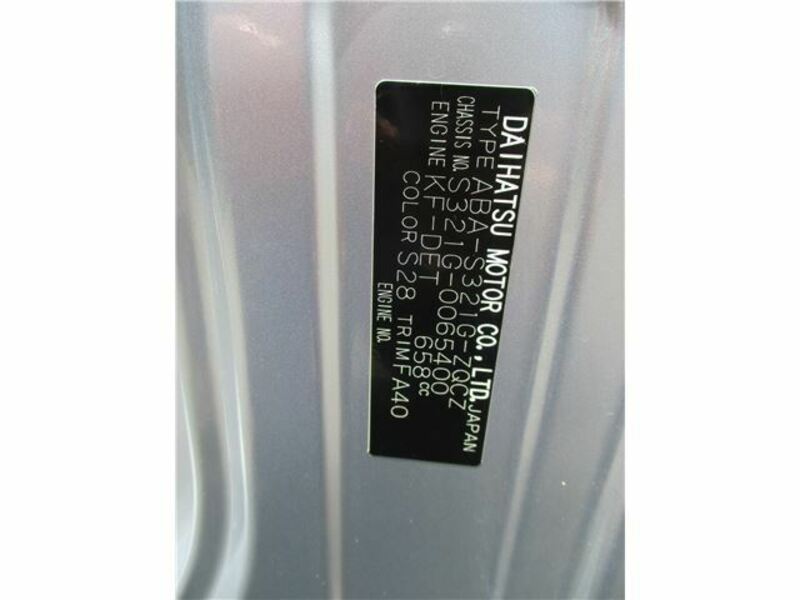 DAIHATSU MOTOR CO., LTD. JAPAN
TYPE ABA-S321G-ZQCZ
CHASSIS NO. S321G-0065400
ENGINE KF-DET 658cc
COLOR S28 TRIM FA40
ENGINE NO.